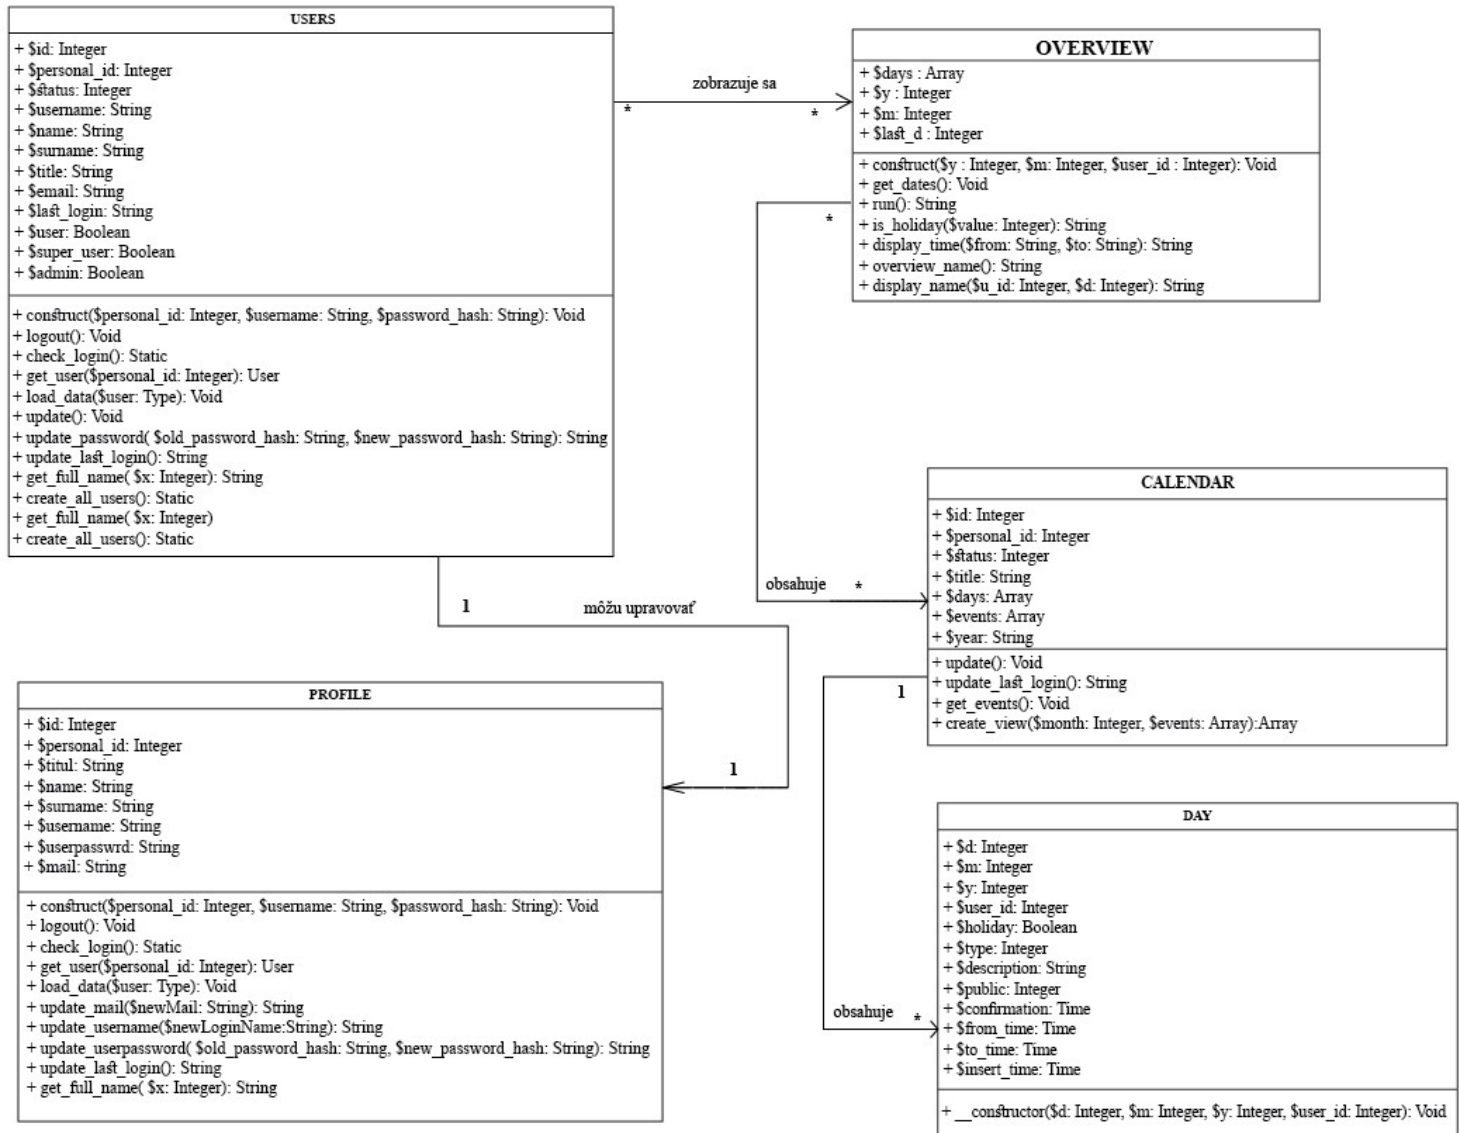 USERS
+ $id: Integer
+ $personal_id: Integer
+ $status: Integer
+ $username: String
+ $name: String
+ $surname: String
+ $title: String
+ $email: String
+ $last_login: String
+ $user: Boolean
+ $super_user: Boolean
+ $admin: Boolean
+ construct($personal_id: Integer, $username: String, $password_hash: String): Void
+ logout(): Void
+ check_login(): Static
+ get_user($personal_id: Integer): User
+ load_data($user: Type): Void
+ update(): Void
+ update_password( $old_password_hash: String, $new_password_hash: String): String
+ update_last_login(): String
+ get_full_name( $x: Integer): String
+ create_all_users(): Static
+ get_full_name( $x: Integer)
+ create_all_users(): Static
zobrazuje sa
*
*
OVERVIEW
+ $days : Array
+ $y : Integer
+ $m: Integer
+ $last_d : Integer
+ construct($y : Integer, $m: Integer, $user_id : Integer): Void
+ get_dates(): Void
+ run(): String
+ is_holiday($value: Integer): String
+ display_time($from: String, $to: String): String
+ overview_name(): String
+ display_name($u_id: Integer, $d: Integer): String
*
obsahuje
*
CALENDAR
+ $id: Integer
+ $personal_id: Integer
+ $status: Integer
+ $title: String
+ $days: Array
+ $events: Array
+ $year: String
+ update(): Void
+ update_last_login(): String
+ get_events(): Void
+ create_view($month: Integer, $events: Array):Array
1
môžu upravovať
1
PROFILE
+ $id: Integer
+ $personal_id: Integer
+ $titul: String
+ $name: String
+ $surname: String
+ $username: String
+ $userpasswrd: String
+ $mail: String
+ construct($personal_id: Integer, $username: String, $password_hash: String): Void
+ logout(): Void
+ check_login(): Static
+ get_user($personal_id: Integer): User
+ load_data($user: Type): Void
+ update_mail($newMail: String): String
+ update_username($newLoginName:String): String
+ update_userpassword( $old_password_hash: String, $new_password_hash: String): String
+ update_last_login(): String
+ get_full_name( $x: Integer): String
1
obsahuje
*
DAY
+ $d: Integer
+ $m: Integer
+ $y: Integer
+ $user_id: Integer
+ $holiday: Boolean
+ $type: Integer
+ $description: String
+ $public: Integer
+ $confirmation: Time
+ $from_time: Time
+ $to_time: Time
+ $insert_time: Time
+ __constructor($d: Integer, $m: Integer, $y: Integer, $user_id: Integer): Void